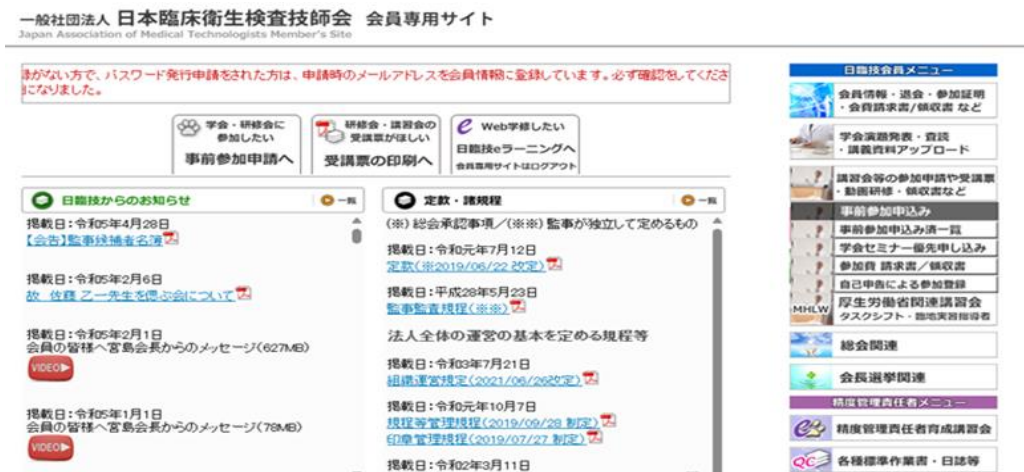 一般社団法人 日本臨床衛生検査技師会 会員専用サイト
Japan Association of Medical Technologists Member's Site
がない方で、パスワード発行申請をされた方は、申請時のメールアドレスを会員情報に登録しています。必ず確認をしてくださ
になりました。
学会・研修会に
参加したい
事前参加申請へ
研修会・講習会の
受講票がほしい
受講票の印刷へ
Web学修したい
日臨技eラーニングへ
会員専用サイトはログアウト
日臨技からのお知らせ
一覧
掲載日:令和5年4月28日
【会告】監事候補者名簿
掲載日:令和5年2月6日
故 佐藤 乙一先生を偲ぶ会について
掲載日:令和5年2月1日
会員の皆様へ宮島会長からのメッセージ(627MB)
VIDEO
掲載日:令和5年1月1日
会員の皆様へ宮島会長からのメッセージ(78MB)
VIDEO
定款・諸規程
一覧
(※)総会承認事項/(※※)監事が独立して定めるもの
掲載日:令和元年7月12日
定款(※2019/06/22 改定)
掲載日:平成28年5月23日
監事監査規程(※※)
法人全体の運営の基本を定める規程等
掲載日:令和3年7月21日
組織運営規定(2021/06/26改定)
掲載日:令和元年10月7日
規程等管理規程(2019/09/28 制定)
印章管理規程(2019/07/27 制定)
掲載日:令和2年3月11日
日臨技会員メニュー
会員情報・退会・参加証明
・会費請求書/領収書 など
学会演題発表・査読
・講義資料アップロード
講習会等の参加申請や受講票
・動画研修・領収書など
事前参加申込み
事前参加申込み済一覧
学会セミナー優先申し込み
参加費 請求書/領収書
自己申告による参加登録
MHLW
厚生労働省関連講習会
タスクシフト・臨地実習指導者
総会関連
会長選挙関連
精度管理責任者メニュー
精度管理責任者育成講習会
QC
各種標準作業書・日誌等